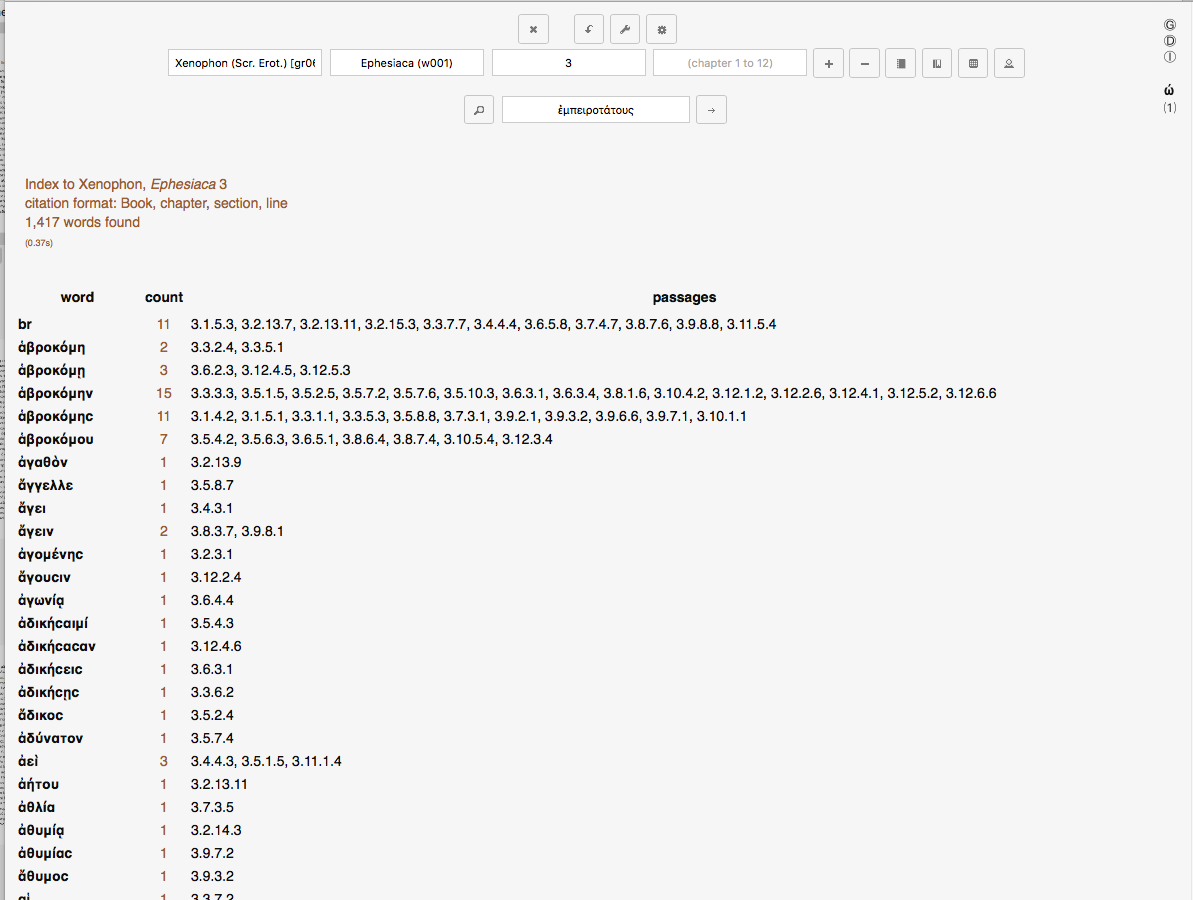 Xenophon (Scr. Erot.) [gr06 Ephesiaca (w001) 3 (chapter 1 to 12)
ἐμπειροτάτους
Ⓖ
Ⓓ
Ⓘ
ώ
(1)
Index to Xenophon, Ephesiaca 3
citation format: Book, chapter, section, line
1,417 words found
(0.37s)
word count passages
br 11 3.1.5.3, 3.2.13.7, 3.2.13.11, 3.2.15.3, 3.3.7.7, 3.4.4.4, 3.6.5.8, 3.7.4.7, 3.8.7.6, 3.9.8.8, 3.11.5.4
ἁβροκόμη 2 3.3.2.4, 3.3.5.1
ἁβροκόμῃ 3 3.6.2.3, 3.12.4.5, 3.12.5.3
ἁβροκόμην 15 3.3.3.3, 3.5.1.5, 3.5.2.5, 3.5.7.2, 3.5.7.6, 3.5.10.3, 3.6.3.1, 3.6.3.4, 3.8.1.6, 3.10.4.2, 3.12.1.2, 3.12.2.6, 3.12.4.1, 3.12.5.2, 3.12.6.6
ἁβροκόμηϲ 11 3.1.4.2, 3.1.5.1, 3.3.1.1, 3.3.5.3, 3.5.8.8, 3.7.3.1, 3.9.2.1, 3.9.3.2, 3.9.6.6, 3.9.7.1, 3.10.1.1
ἁβροκόμου 7 3.5.4.2, 3.5.6.3, 3.6.5.1, 3.8.6.4, 3.8.7.4, 3.10.5.4, 3.12.3.4
ἀγαθὸν 1 3.2.13.9
ἄγγελλε 1 3.5.8.7
ἄγει 1 3.4.3.1
ἄγειν 2 3.8.3.7, 3.9.8.1
ἀγομένηϲ 1 3.2.3.1
ἄγουϲιν 1 3.12.2.4
ἀγωνίᾳ 1 3.6.4.4
ἀδικήϲαιμί 1 3.5.4.3
ἀδικήϲαϲαν 1 3.12.4.6
ἀδικήϲειϲ 1 3.6.3.1
ἀδικήϲῃϲ 1 3.3.6.2
ἄδικοϲ 1 3.5.2.4
ἀδύνατον 1 3.5.7.4
ἀεὶ 3 3.4.4.3, 3.5.1.5, 3.11.1.4
ἀήτου 1 3.2.13.11
ἀθλία 1 3.7.3.5
ἀθυμίᾳ 1 3.2.14.3
ἀθυμίαϲ 1 3.9.7.2
ἄθυμοϲ 1 3.9.3.2
1 3.3.7.2